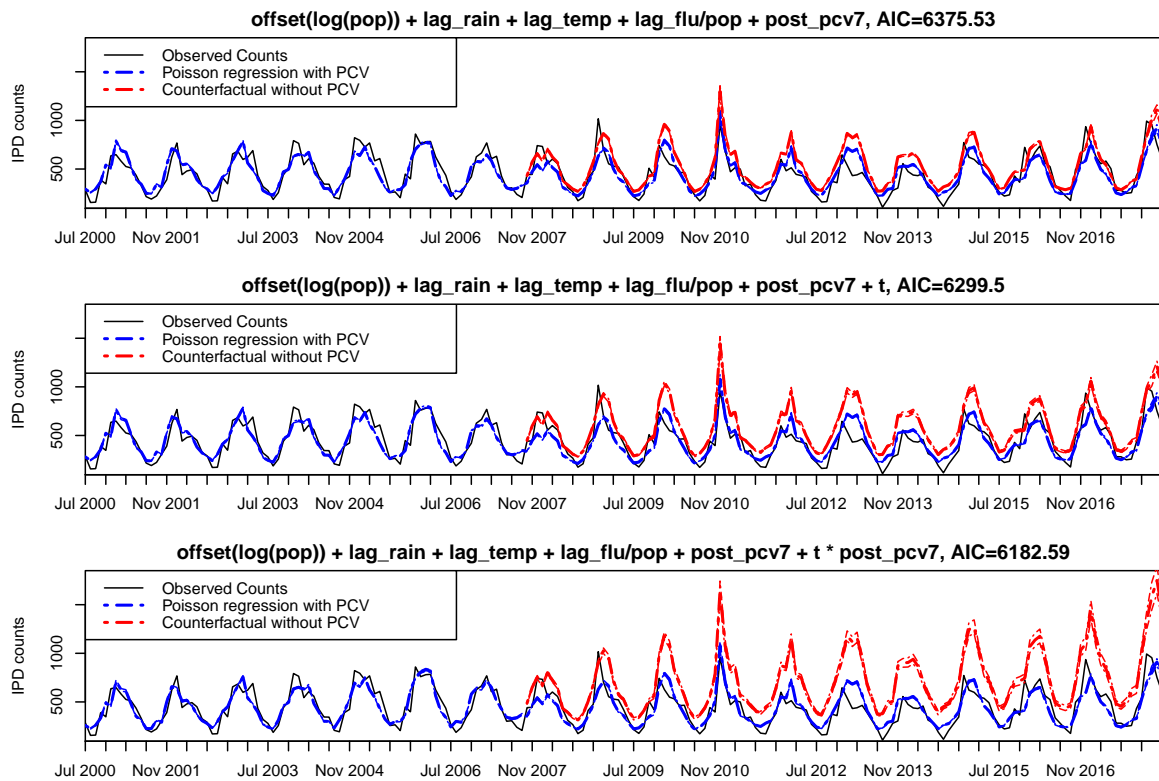 offset(log(pop)) + lag_rain + lag_temp + lag_flu/pop + post_pcv7, AIC=6375.53
Observed Counts
Poisson regression with PCV
Counterfactual without PCV
IPD counts
1000
500
Jul 2000 Nov 2001 Jul 2003 Nov 2004 Jul 2006 Nov 2007 Jul 2009 Nov 2010 Jul 2012 Nov 2013 Jul 2015 Nov 2016
offset(log(pop)) + lag_rain + lag_temp + lag_flu/pop + post_pcv7 + t, AIC=6299.5
Observed Counts
Poisson regression with PCV
Counterfactual without PCV
IPD counts
1000
500
Jul 2000 Nov 2001 Jul 2003 Nov 2004 Jul 2006 Nov 2007 Jul 2009 Nov 2010 Jul 2012 Nov 2013 Jul 2015 Nov 2016
offset(log(pop)) + lag_rain + lag_temp + lag_flu/pop + post_pcv7 + t * post_pcv7, AIC=6182.59
Observed Counts
Poisson regression with PCV
Counterfactual without PCV
IPD counts
1000
500
Jul 2000 Nov 2001 Jul 2003 Nov 2004 Jul 2006 Nov 2007 Jul 2009 Nov 2010 Jul 2012 Nov 2013 Jul 2015 Nov 2016